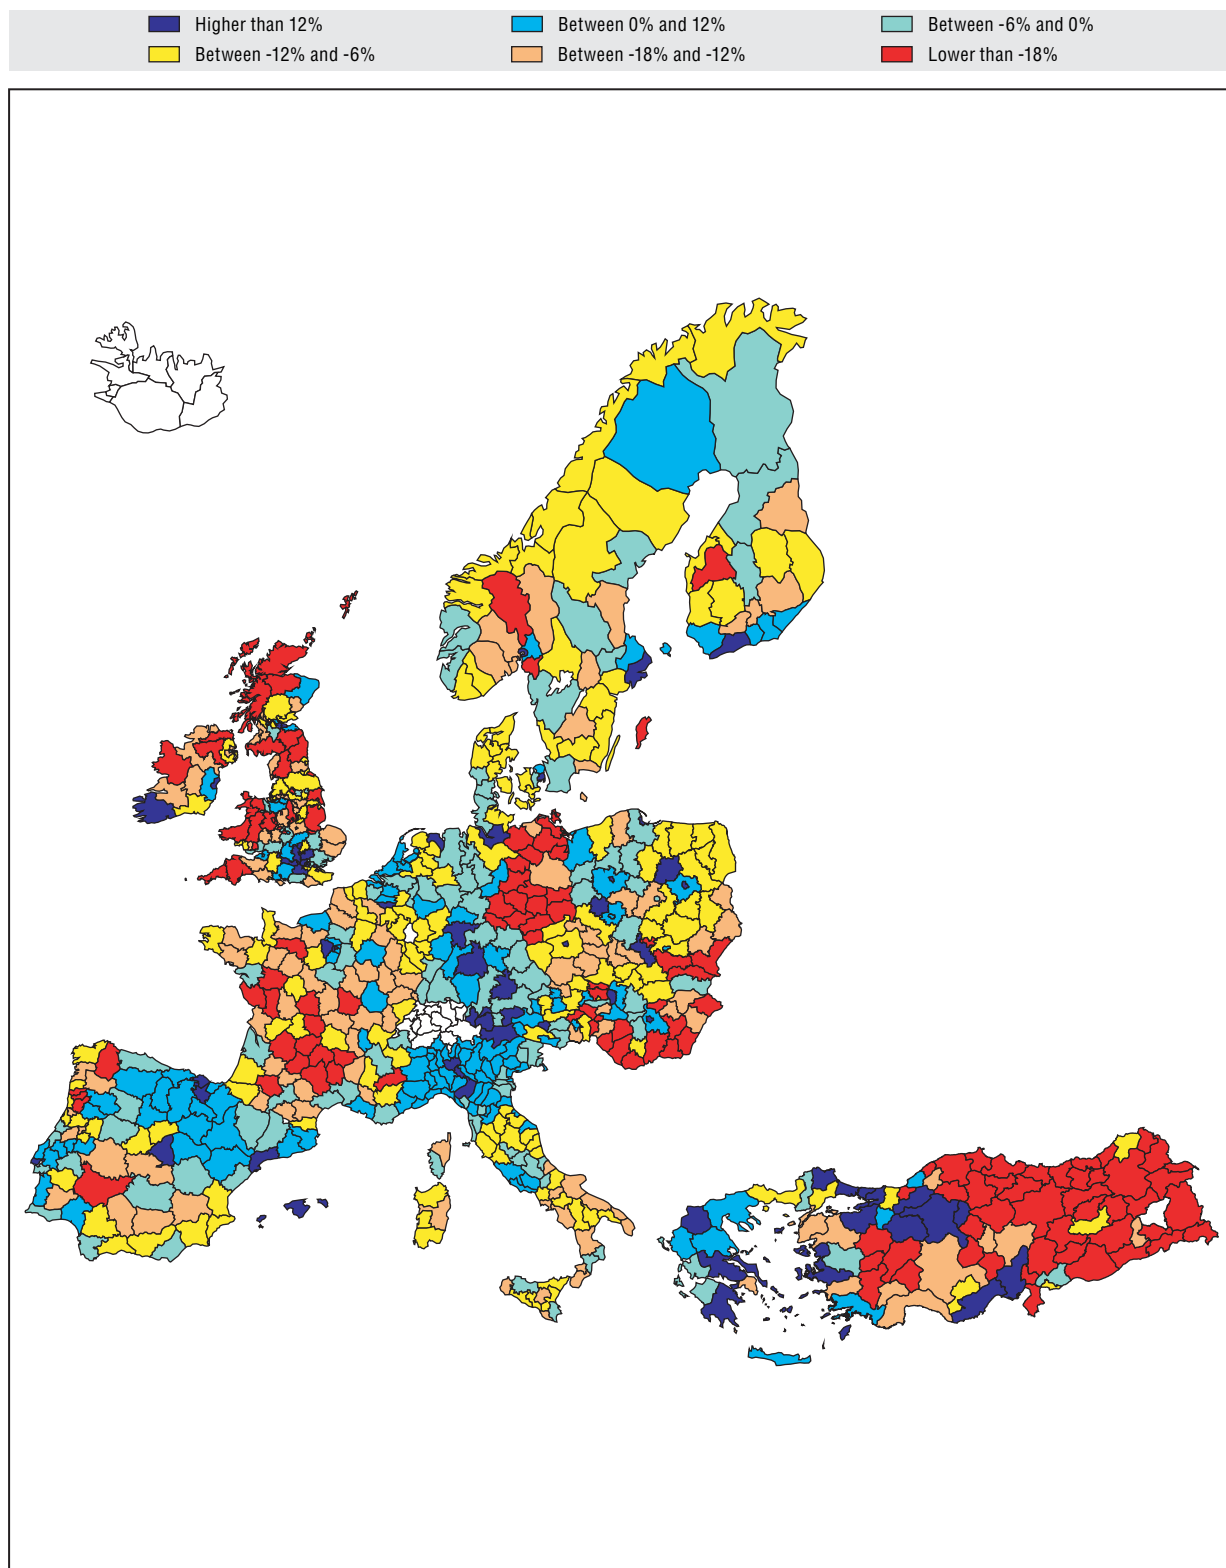 Higher than 12% Between 0% and 12% Between -6% and 0%
Between -12% and -6% Between -18% and -12% Lower than -18%